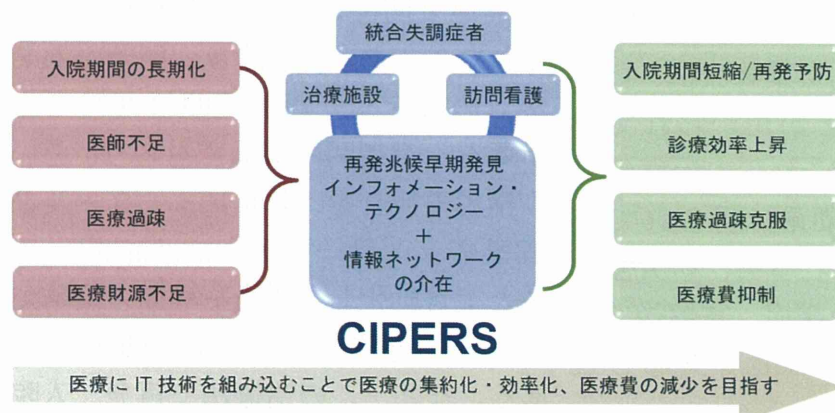 入院期間の長期化
医師不足
医療過疎
医療財源不足
統合失調症者
治療施設
訪問看護
再発兆候早期発見
インフォメーション・
テクノロジー
+
情報ネットワーク
の介在
CIPERS
入院期間短縮/再発予防
診療効率上昇
医療過疎克服
医療費抑制
医療に IT 技術を組み込むことで医療の集約化・効率化、医療費の減少を目指す